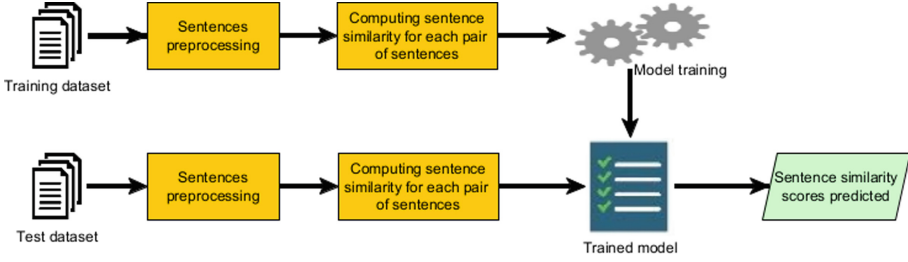 Training dataset
Sentences
preprocessing
Computing sentence
similarity for each pair
of sentences
Model training
Test dataset
Sentences
preprocessing
Computing sentence
similarity for each pair
of sentences
Trained model
Sentence similarity
scores predicted